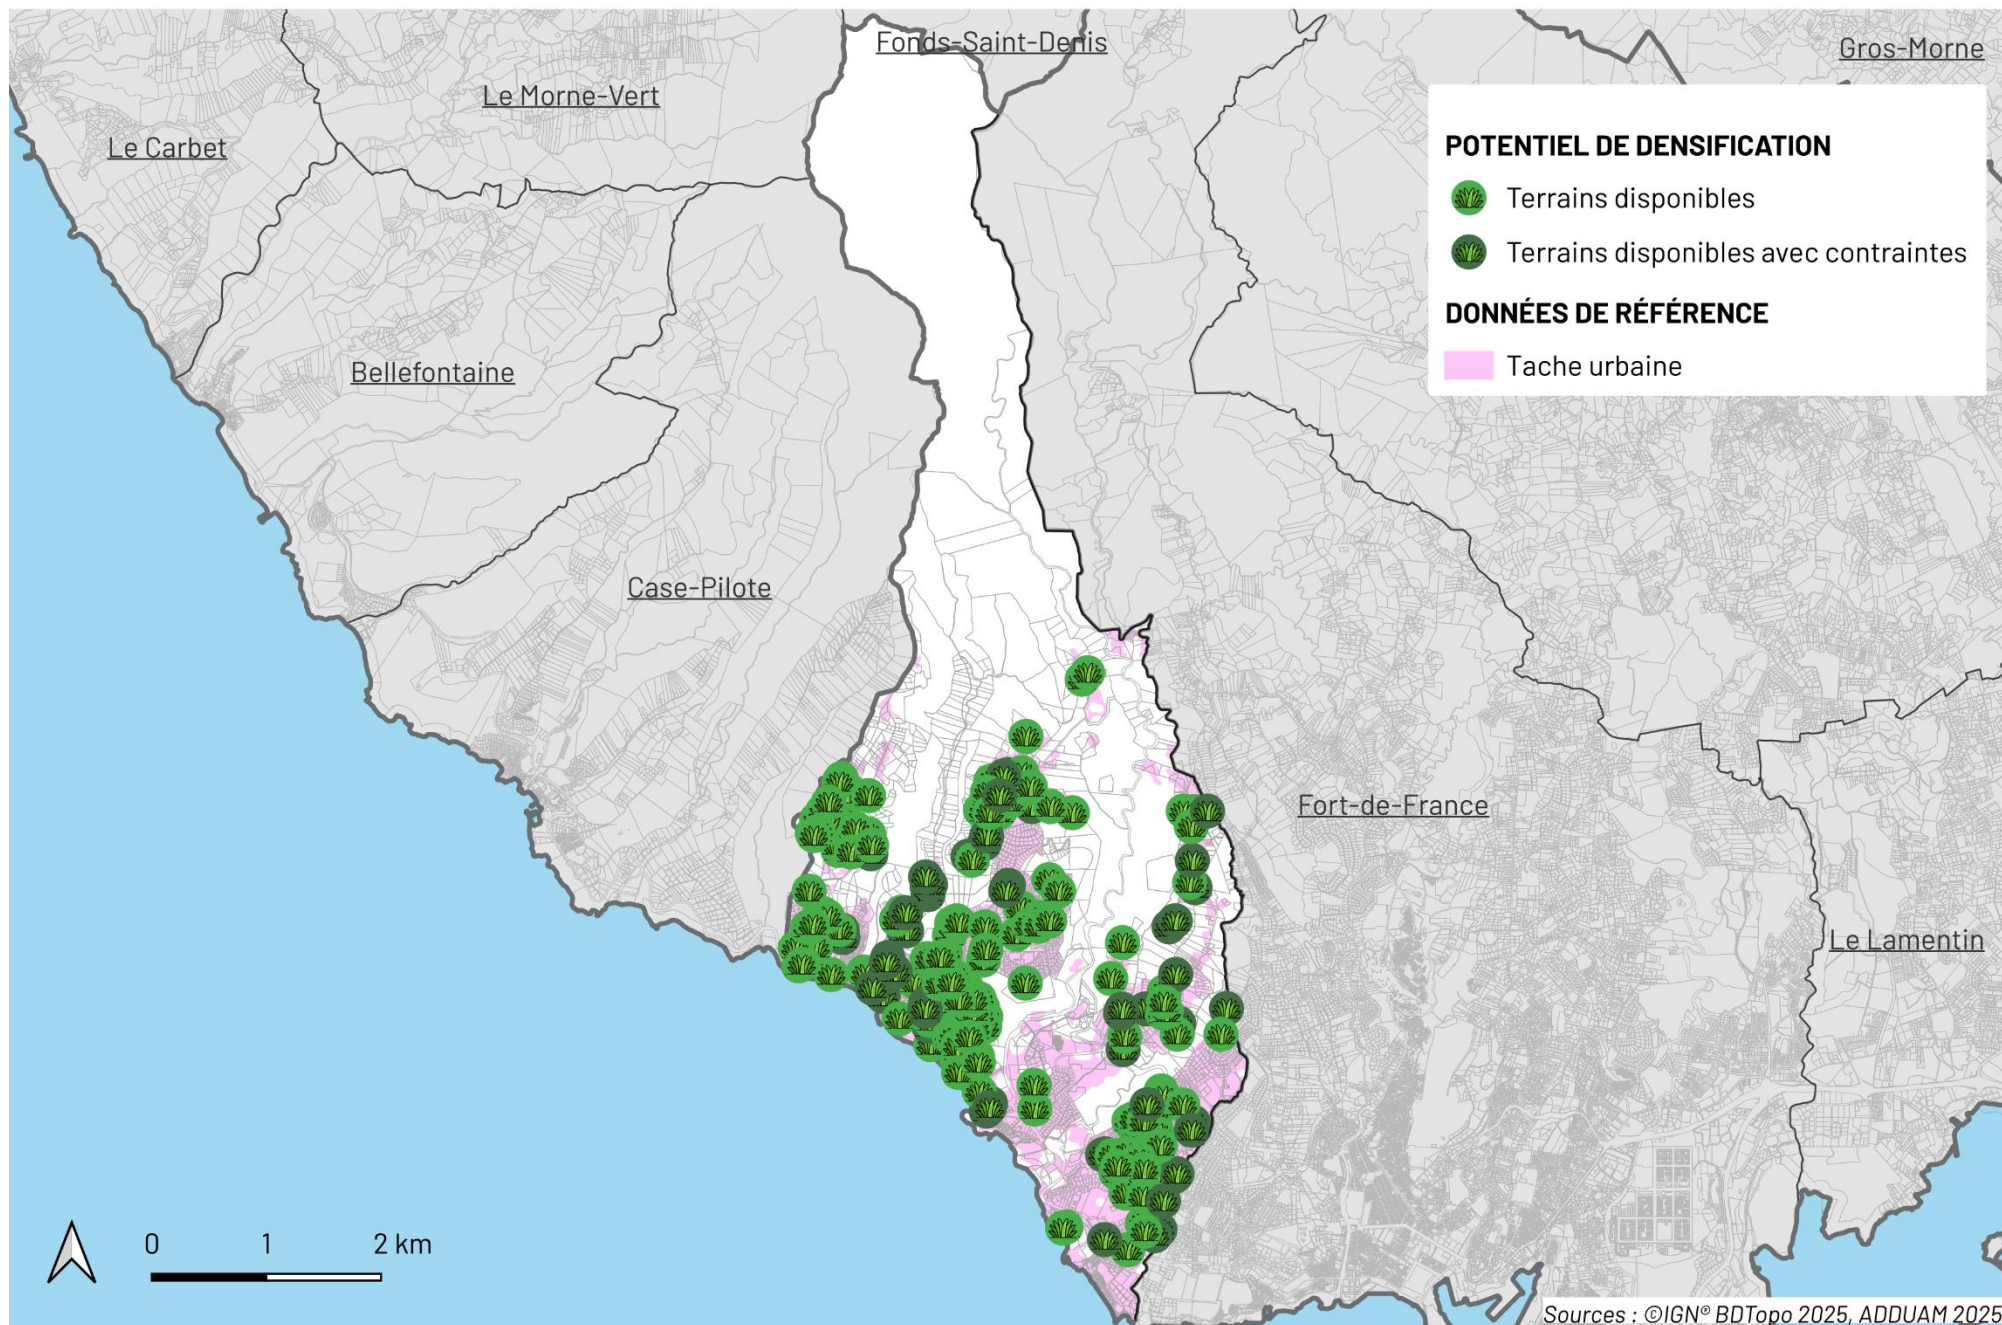 Fonds-Saint-Denis
Gros-Morne
Le Morne-Vert
Le Carbet
POTENTIEL DE DENSIFICATION
Terrains disponibles
Terrains disponibles avec contraintes
DONNÉES DE RÉFÉRENCE
Tache urbaine
Bellefontaine
Case-Pilote
Fort-de-France
Le Lamentin
0 1 2 km
Sources : ©IGN® BDTopo 2025, ADDUAM 2025